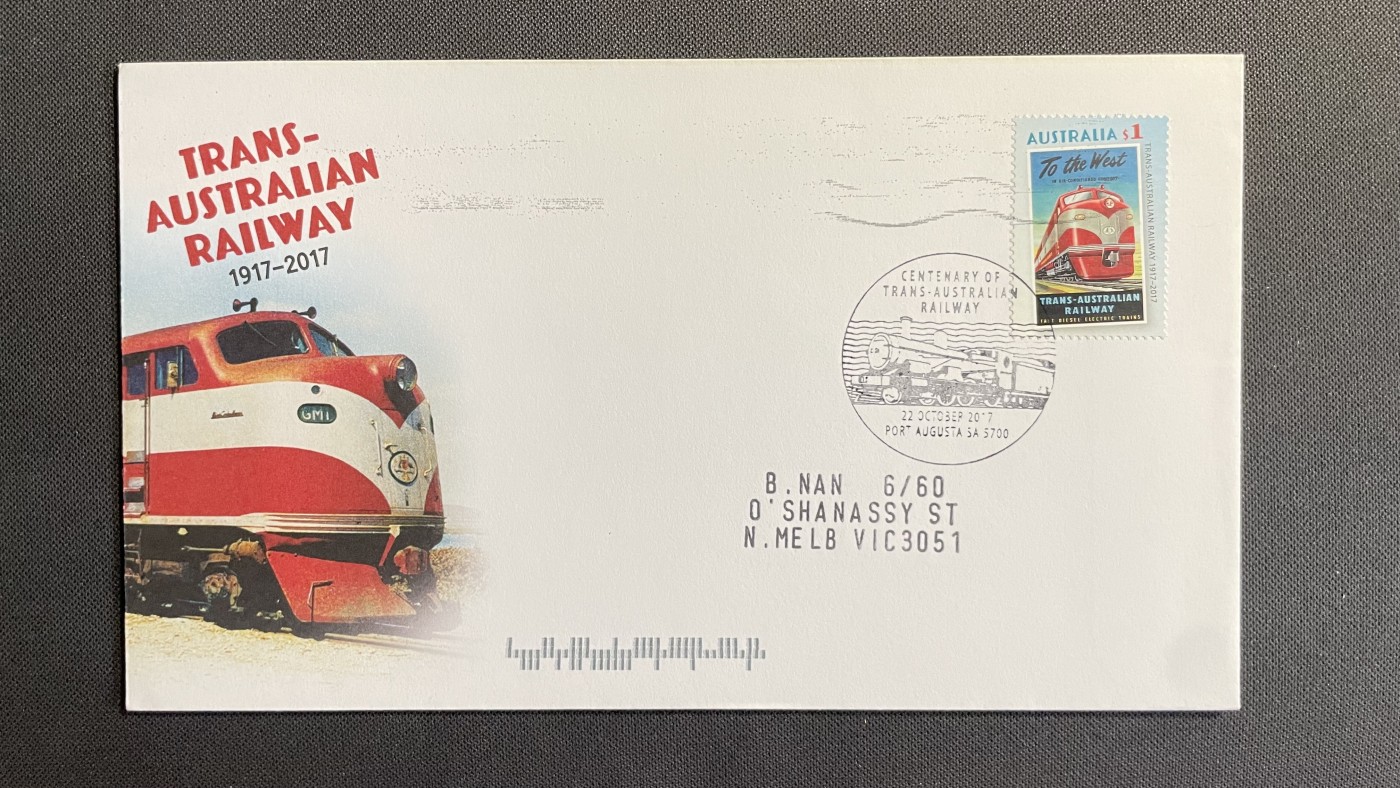 TRANS-
AUSTRALIAN
RAILWAY
1917-2017
GM1
AUSTRALIA $1
To the West
TRANS-AUSTRALIAN
RAILWAY
TRANS-AUSTRALIAN RAILWAY 1917-2017
CENTENARY OF
TRANS-AUSTRALIAN
RAILWAY
22 OCTOBER 2017
PORT AUGUSTA SA 5700
B.NAN 6/60
O'SHANASSY ST
N.MELB VIC3051